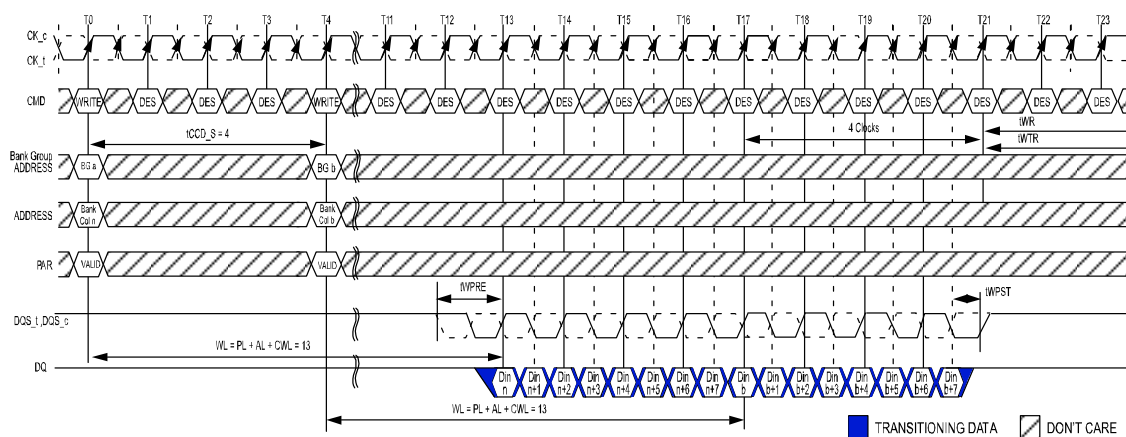 T0 T1 T2 T3 T4 T11 T12 T13 T14 T15 T16 T17 T18 T19 T20 T21 T22 T23
CK_c
CK_t
CMD WRITE DES DES DES WRITE DES DES DES DES DES DES DES DES DES DES DES DES DES
tCCD_S = 4
4 Clocks
tWR
tWTR
Bank Group
ADDRESS
BG a
BG b
ADDRESS
Bank
Col n
Bank
Col b
PAR VALID VALID
tWPRE
tWPST
DQS_t ,DQS_c
WL = PL + AL + CWL = 13
DQ
Din Din Din Din Din Din Din Din Din Din Din Din Din Din Din Din
n n+1 n+2 n+3 n+4 n+5 n+6 n+7 b b+1 b+2 b+3 b+4 b+5 b+6 b+7
WL = PL + AL + CWL = 13
TRANSITIONING DATA DON'T CARE